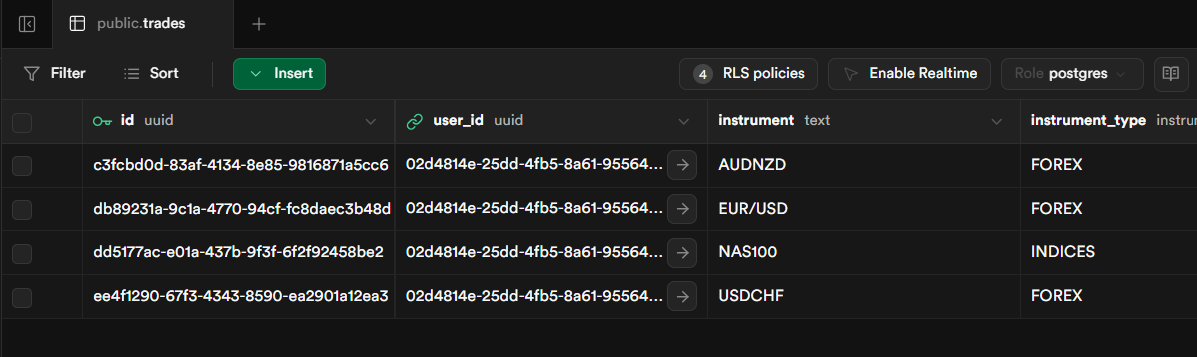 public.trades
Filter Sort Insert 4 RLS policies Enable Realtime Role postgres
id uuid user_id uuid instrument text instrument_type instrum
c3fcbd0d-83af-4134-8e85-9816871a5cc6 02d4814e-25dd-4fb5-8a61-95564... AUDNZD FOREX
db89231a-9c1a-4770-94cf-fc8daec3b48d 02d4814e-25dd-4fb5-8a61-95564... EUR/USD FOREX
dd5177ac-e01a-437b-9f3f-6f2f92458be2 02d4814e-25dd-4fb5-8a61-95564... NAS100 INDICES
ee4f1290-67f3-4343-8590-ea2901a12ea3 02d4814e-25dd-4fb5-8a61-95564... USDCHF FOREX